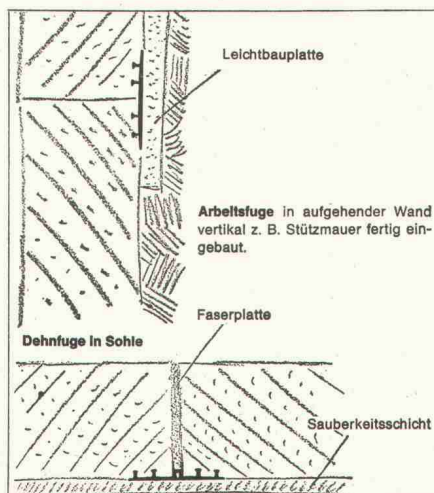 Leichtbauplatte
Arbeitsfuge in aufgehender Wand
vertikal z. B. Stützmauer fertig ein-
gebaut.
Dehnfuge in Sohle
Faserplatte
Sauberkeitsschicht